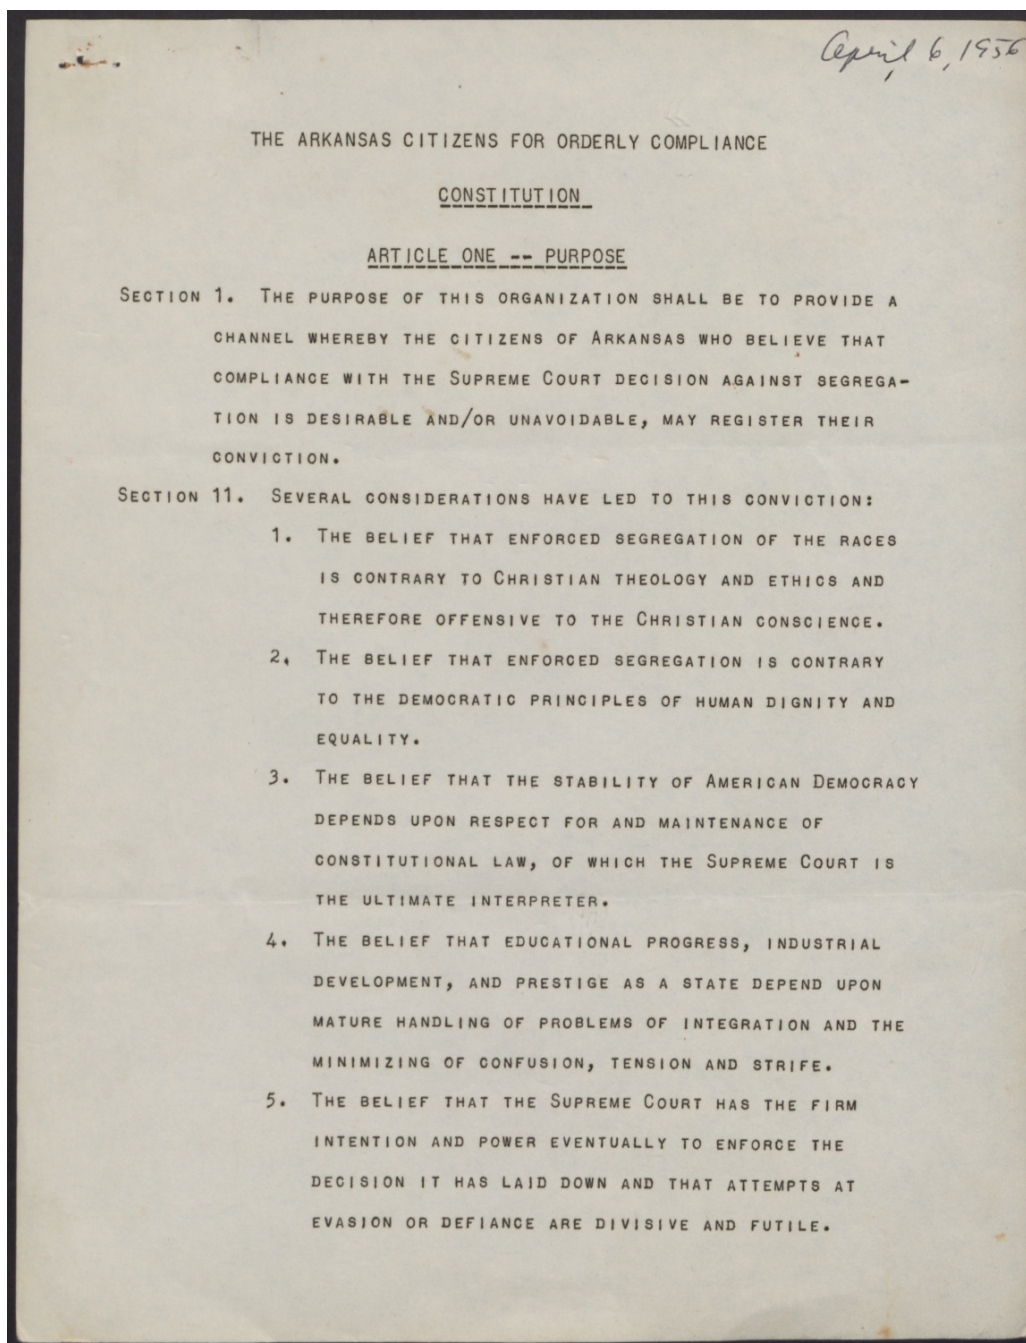 April 6, 1956
THE ARKANSAS CITIZENS FOR ORDERLY COMPLIANCE
CONSTITUTION
ARTICLE ONE -- PURPOSE
SECTION 1. THE PURPOSE OF THIS ORGANIZATION SHALL BE TO PROVIDE A
CHANNEL WHEREBY THE CITIZENS OF ARKANSAS WHO BELIEVE THAT
COMPLIANCE WITH THE SUPREME COURT DECISION AGAINST SEGREGA-
TION IS DESIRABLE AND/OR UNAVOIDABLE, MAY REGISTER THEIR
CONVICTION.
SECTION 11. SEVERAL CONSIDERATIONS HAVE LED TO THIS CONVICTION:
1. THE BELIEF THAT ENFORCED SEGREGATION OF THE RACES
IS CONTRARY TO CHRISTIAN THEOLOGY AND ETHICS AND
THEREFORE OFFENSIVE TO THE CHRISTIAN CONSCIENCE.
2. THE BELIEF THAT ENFORCED SEGREGATION IS CONTRARY
TO THE DEMOCRATIC PRINCIPLES OF HUMAN DIGNITY AND
EQUALITY.
3. THE BELIEF THAT THE STABILITY OF AMERICAN DEMOCRACY
DEPENDS UPON RESPECT FOR AND MAINTENANCE OF
CONSTITUTIONAL LAW, OF WHICH THE SUPREME COURT IS
THE ULTIMATE INTERPRETER.
4. THE BELIEF THAT EDUCATIONAL PROGRESS, INDUSTRIAL
DEVELOPMENT, AND PRESTIGE AS A STATE DEPEND UPON
MATURE HANDLING OF PROBLEMS OF INTEGRATION AND THE
MINIMIZING OF CONFUSION, TENSION AND STRIFE.
5. THE BELIEF THAT THE SUPREME COURT HAS THE FIRM
INTENTION AND POWER EVENTUALLY TO ENFORCE THE
DECISION IT HAS LAID DOWN AND THAT ATTEMPTS AT
EVASION OR DEFIANCE ARE DIVISIVE AND FUTILE.